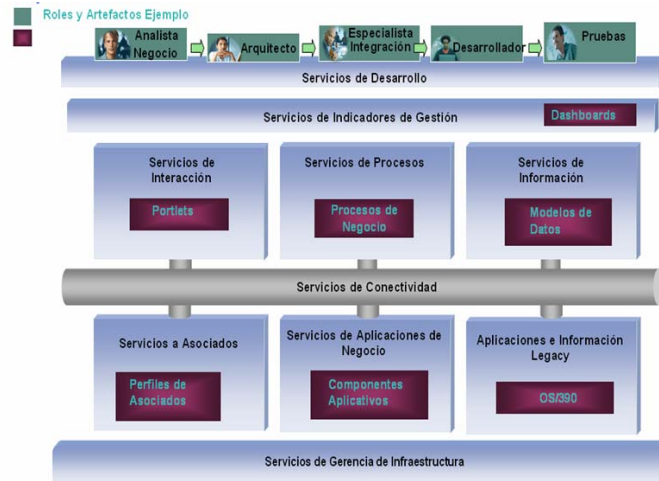 Roles y Artefactos Ejemplo
Analista
Negocio
Arquitecto
Especialista
Integración
Desarrollador
Pruebas
Servicios de Desarrollo
Servicios de Indicadores de Gestión
Dashboards
Servicios de
Interacción
Portlets
Servicios de Procesos
Procesos de
Negocio
Servicios de
Información
Modelos de
Datos
Servicios de Conectividad
Servicios a Asociados
Perfiles de
Asociados
Servicios de Aplicaciones de
Negocio
Componentes
Aplicativos
Aplicaciones e Información
Legacy
OS/390
Servicios de Gerencia de Infraestructura